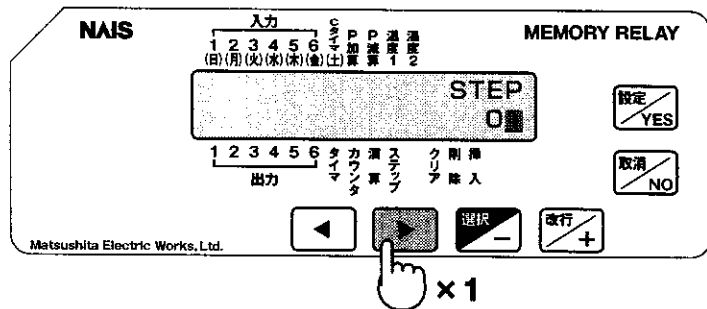 NAIS
MEMORY RELAY
入力
1 2 3 4 5 6 Cタイマ P加算 P減算 温度1 温度2
(日)(月)(火)(水)(木)(金)(土)
STEP
0
設定/YES
1 2 3 4 5 6 タイマ カウンタ 演算 ステップ クリア 削除 挿入
出力
取消/NO
◀ ▶ 選択/− 改行/+
Matsushita Electric Works, Ltd.
×1